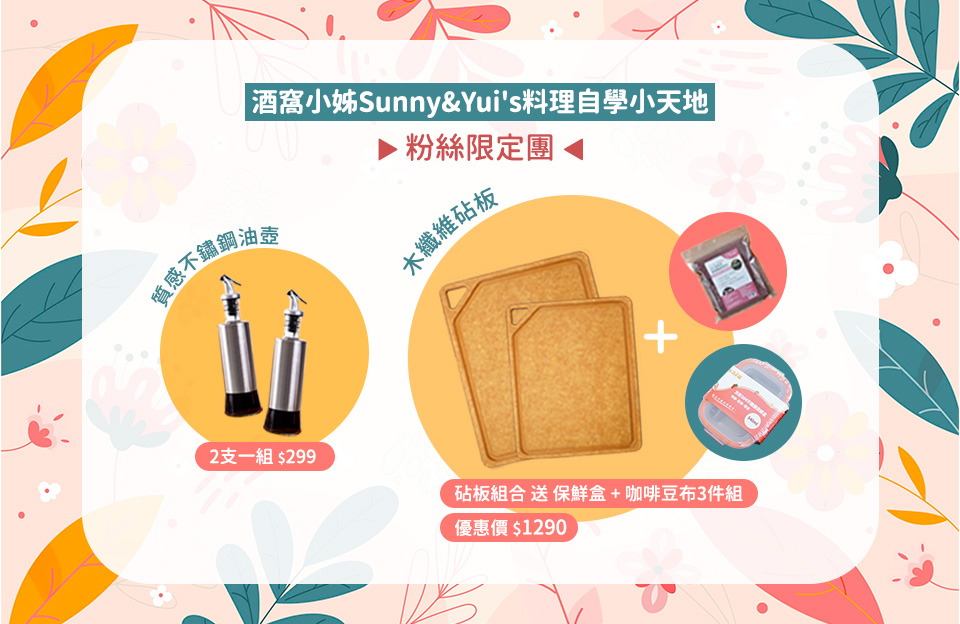 酒窩小姊Sunny&Yui's料理自學小天地
▶ 粉絲限定團 ◀
質感不鏽鋼油壺
2支一組 $299
木纖維砧板
+
砧板組合 送 保鮮盒 + 咖啡豆布3件組
優惠價 $1290